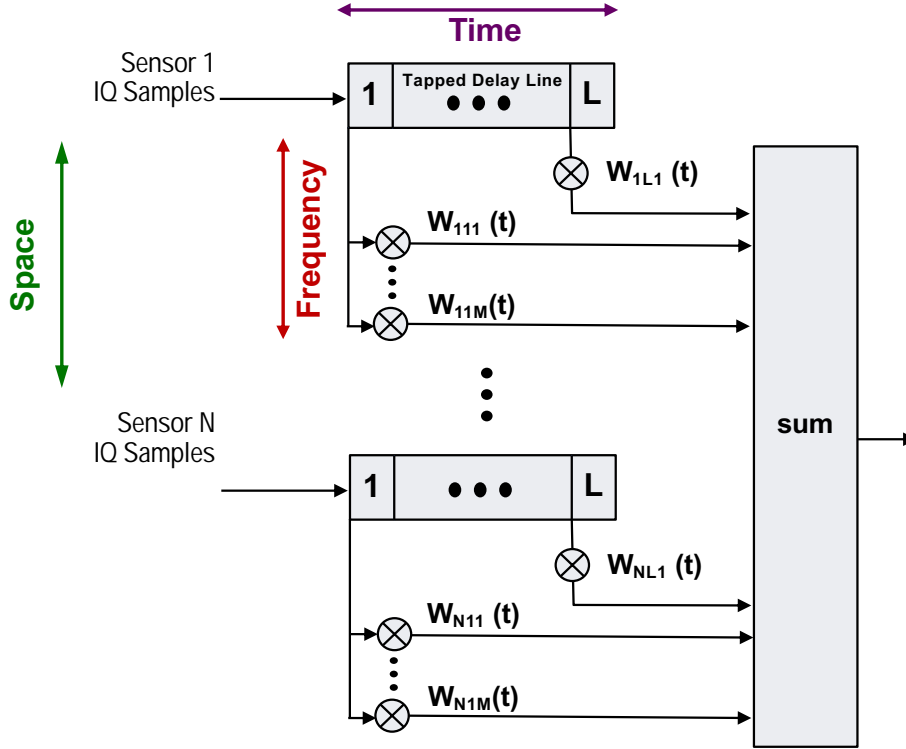 Time
Sensor 1
IQ Samples
1
Tapped Delay Line
L
W1L1 (t)
Space
Frequency
W111 (t)
W11M(t)
Sensor N
IQ Samples
sum
1
L
WNL1 (t)
WN11 (t)
WN1M(t)